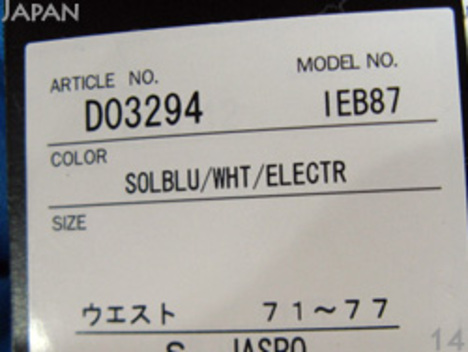 JAPAN
ARTICLE NO. MODEL NO.
D03294 IEB87
COLOR
SOLBLU/WHT/ELECTR
SIZE
ウエスト 71～77
S JASPO
14